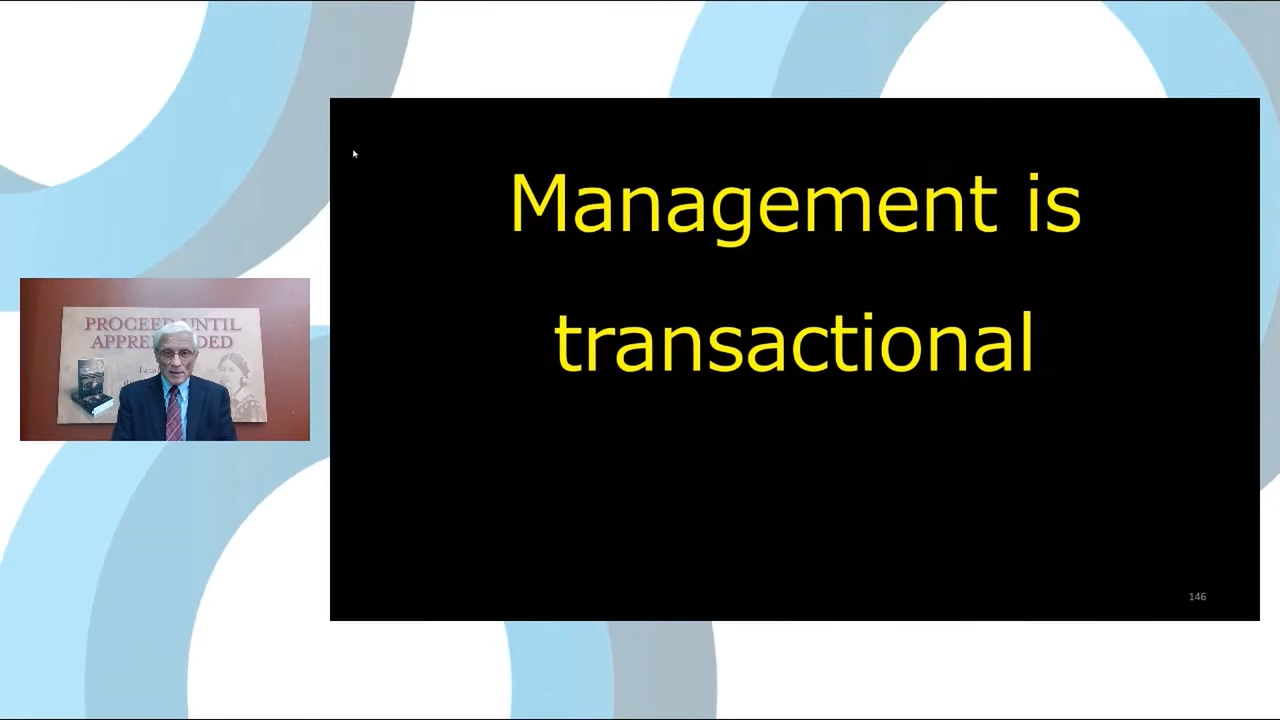 PROCEED UNTIL
APPREHENDED
Management is
transactional
146